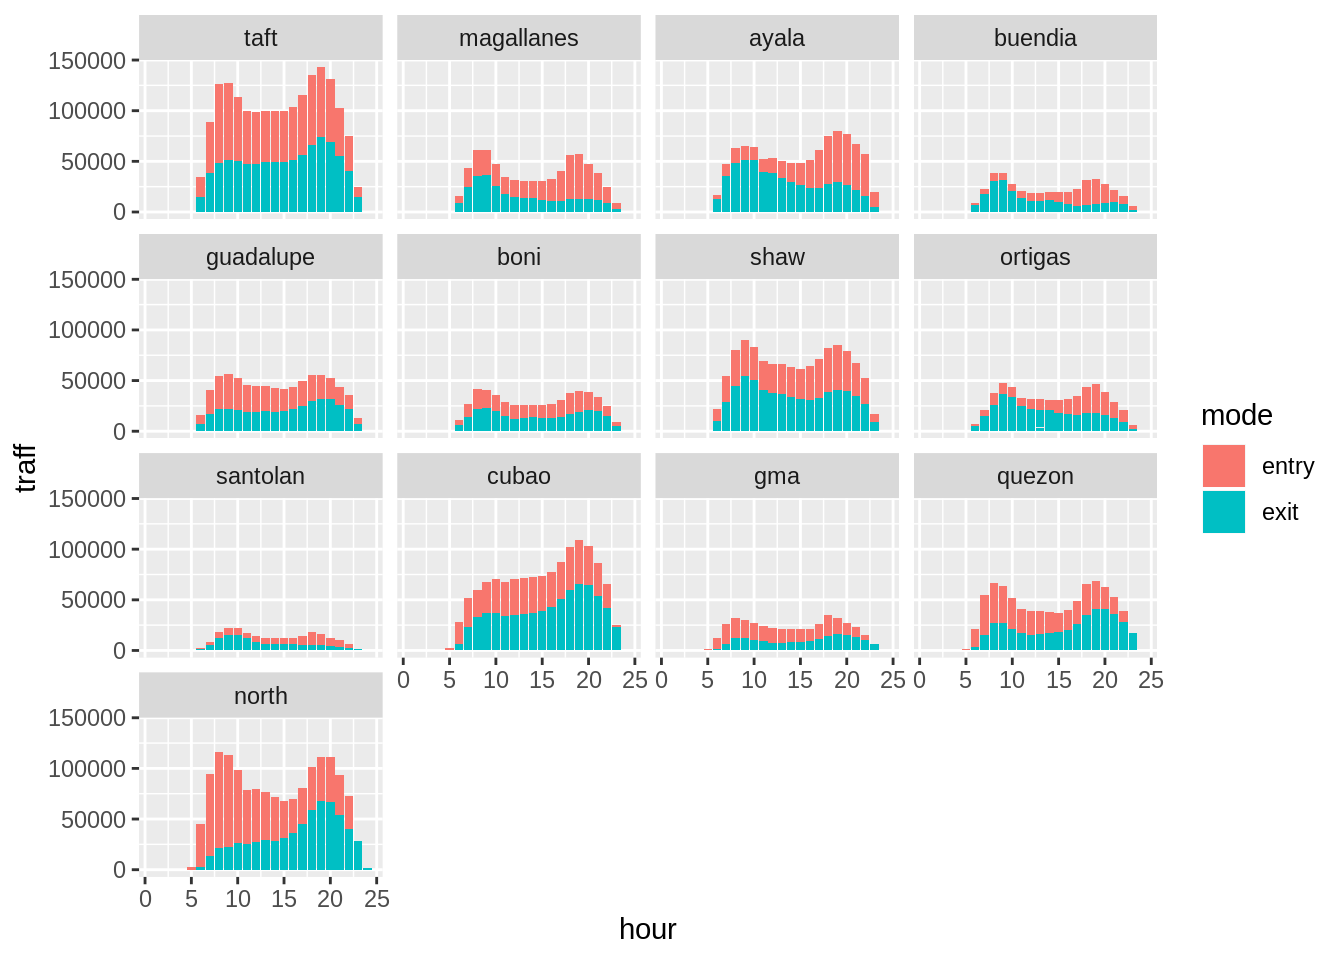 taft magallanes ayala buendia
150000
100000
50000
0
guadalupe boni shaw ortigas
150000
100000
50000
0
traff
mode
entry
exit
santolan cubao gma quezon
150000
100000
50000
0
0 5 10 15 20 25 0 5 10 15 20 25 0 5 10 15 20 25
north
150000
100000
50000
0
0 5 10 15 20 25
hour